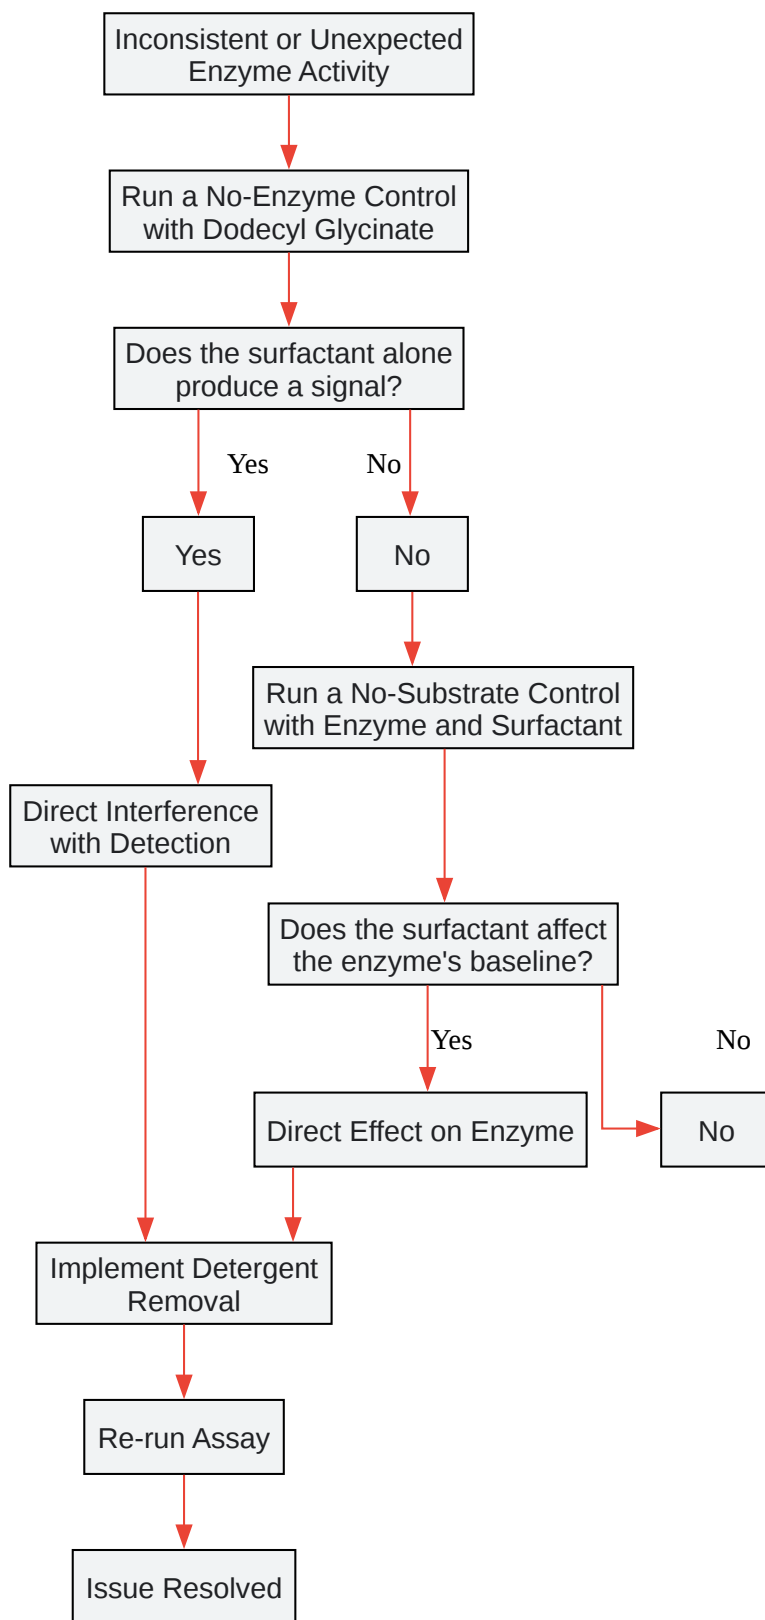 Inconsistent or Unexpected
Enzyme Activity
Run a No-Enzyme Control
with Dodecyl Glycinate
Does the surfactant alone
produce a signal?
Yes
No
Yes
No
Run a No-Substrate Control
with Enzyme and Surfactant
Direct Interference
with Detection
Does the surfactant affect
the enzyme's baseline?
Yes
No
Direct Effect on Enzyme
No
Implement Detergent
Removal
Re-run Assay
Issue Resolved